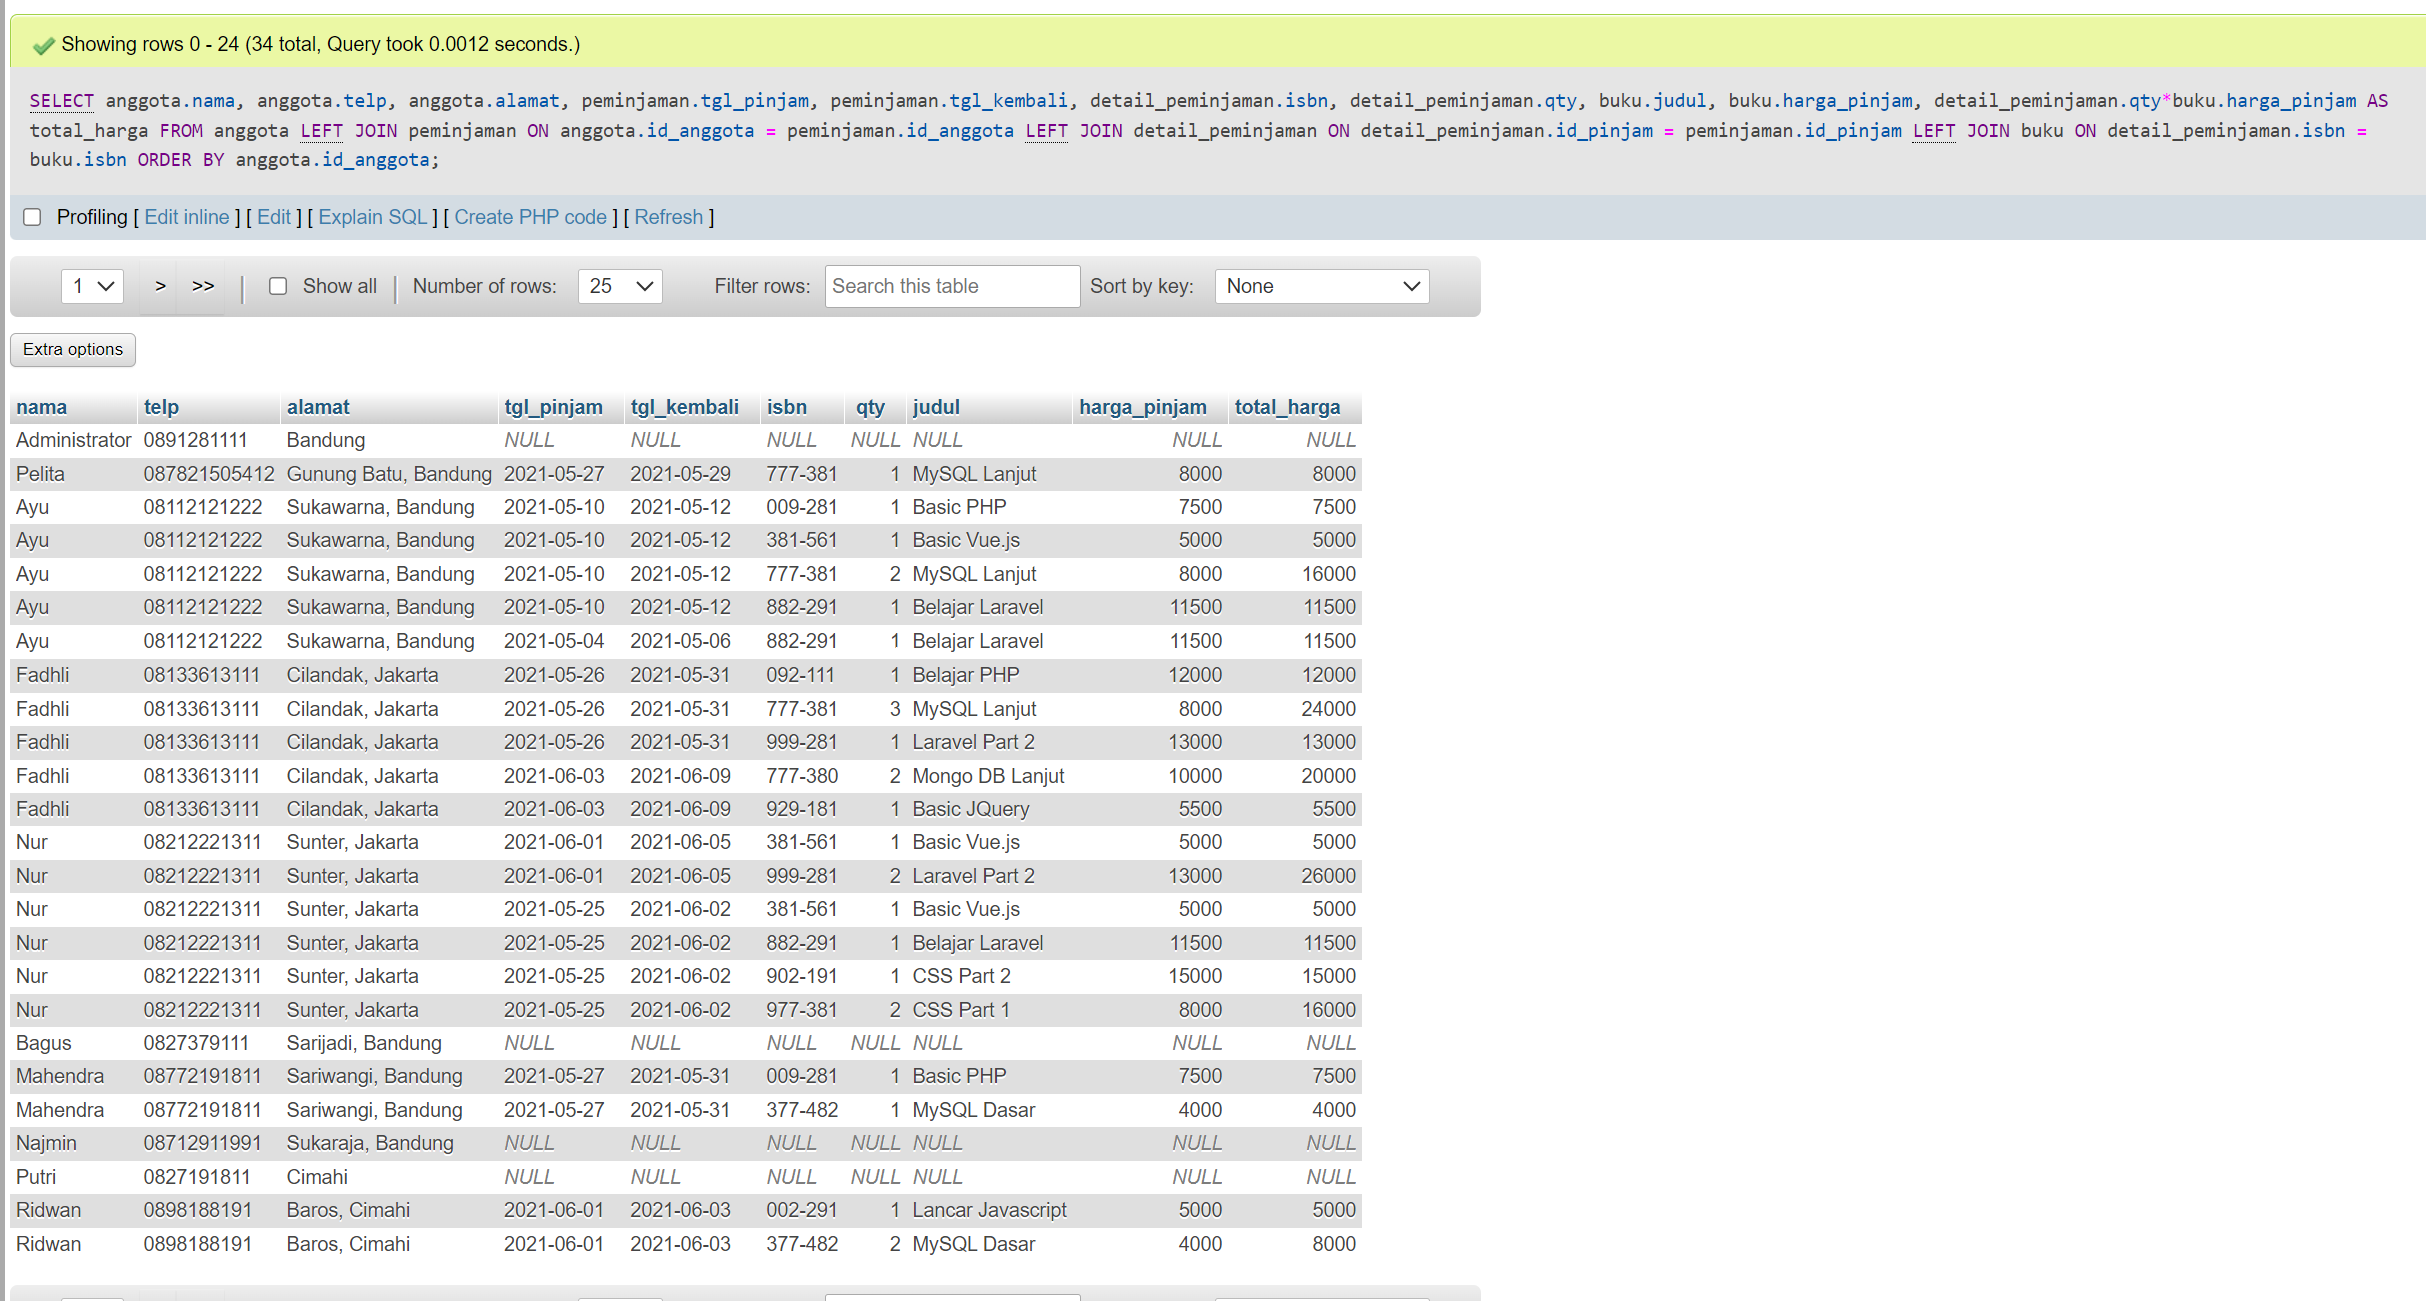 Showing rows 0 - 24 (34 total, Query took 0.0012 seconds.)
SELECT anggota.nama, anggota.telp, anggota.alamat, peminjaman.tgl_pinjam, peminjaman.tgl_kembali, detail_peminjaman.isbn, detail_peminjaman.qty, buku.judul, buku.harga_pinjam, detail_peminjaman.qty*buku.harga_pinjam AS
total_harga FROM anggota LEFT JOIN peminjaman ON anggota.id_anggota = peminjaman.id_anggota LEFT JOIN detail_peminjaman ON detail_peminjaman.id_pinjam = peminjaman.id_pinjam LEFT JOIN buku ON detail_peminjaman.isbn =
buku.isbn ORDER BY anggota.id_anggota;
Profiling [ Edit inline ] [ Edit ] [ Explain SQL ] [ Create PHP code ] [ Refresh ]
1 > >> | Show all | Number of rows: 25 Filter rows: Search this table Sort by key: None
Extra options
nama telp alamat tgl_pinjam tgl_kembali isbn qty judul harga_pinjam total_harga
Administrator 0891281111 Bandung NULL NULL NULL NULL NULL NULL NULL
Pelita 087821505412 Gunung Batu, Bandung 2021-05-27 2021-05-29 777-381 1 MySQL Lanjut 8000 8000
Ayu 08112121222 Sukawarna, Bandung 2021-05-10 2021-05-12 009-281 1 Basic PHP 7500 7500
Ayu 08112121222 Sukawarna, Bandung 2021-05-10 2021-05-12 381-561 1 Basic Vue.js 5000 5000
Ayu 08112121222 Sukawarna, Bandung 2021-05-10 2021-05-12 777-381 2 MySQL Lanjut 8000 16000
Ayu 08112121222 Sukawarna, Bandung 2021-05-10 2021-05-12 882-291 1 Belajar Laravel 11500 11500
Ayu 08112121222 Sukawarna, Bandung 2021-05-04 2021-05-06 882-291 1 Belajar Laravel 11500 11500
Fadhli 08133613111 Cilandak, Jakarta 2021-05-26 2021-05-31 092-111 1 Belajar PHP 12000 12000
Fadhli 08133613111 Cilandak, Jakarta 2021-05-26 2021-05-31 777-381 3 MySQL Lanjut 8000 24000
Fadhli 08133613111 Cilandak, Jakarta 2021-05-26 2021-05-31 999-281 1 Laravel Part 2 13000 13000
Fadhli 08133613111 Cilandak, Jakarta 2021-06-03 2021-06-09 777-380 2 Mongo DB Lanjut 10000 20000
Fadhli 08133613111 Cilandak, Jakarta 2021-06-03 2021-06-09 929-181 1 Basic JQuery 5500 5500
Nur 08212221311 Sunter, Jakarta 2021-06-01 2021-06-05 381-561 1 Basic Vue.js 5000 5000
Nur 08212221311 Sunter, Jakarta 2021-06-01 2021-06-05 999-281 2 Laravel Part 2 13000 26000
Nur 08212221311 Sunter, Jakarta 2021-05-25 2021-06-02 381-561 1 Basic Vue.js 5000 5000
Nur 08212221311 Sunter, Jakarta 2021-05-25 2021-06-02 882-291 1 Belajar Laravel 11500 11500
Nur 08212221311 Sunter, Jakarta 2021-05-25 2021-06-02 902-191 1 CSS Part 2 15000 15000
Nur 08212221311 Sunter, Jakarta 2021-05-25 2021-06-02 977-381 2 CSS Part 1 8000 16000
Bagus 0827379111 Sarijadi, Bandung NULL NULL NULL NULL NULL NULL NULL
Mahendra 08772191811 Sariwangi, Bandung 2021-05-27 2021-05-31 009-281 1 Basic PHP 7500 7500
Mahendra 08772191811 Sariwangi, Bandung 2021-05-27 2021-05-31 377-482 1 MySQL Dasar 4000 4000
Najmin 08712911991 Sukaraja, Bandung NULL NULL NULL NULL NULL NULL NULL
Putri 0827191811 Cimahi NULL NULL NULL NULL NULL NULL NULL
Ridwan 0898188191 Baros, Cimahi 2021-06-01 2021-06-03 002-291 1 Lancar Javascript 5000 5000
Ridwan 0898188191 Baros, Cimahi 2021-06-01 2021-06-03 377-482 2 MySQL Dasar 4000 8000